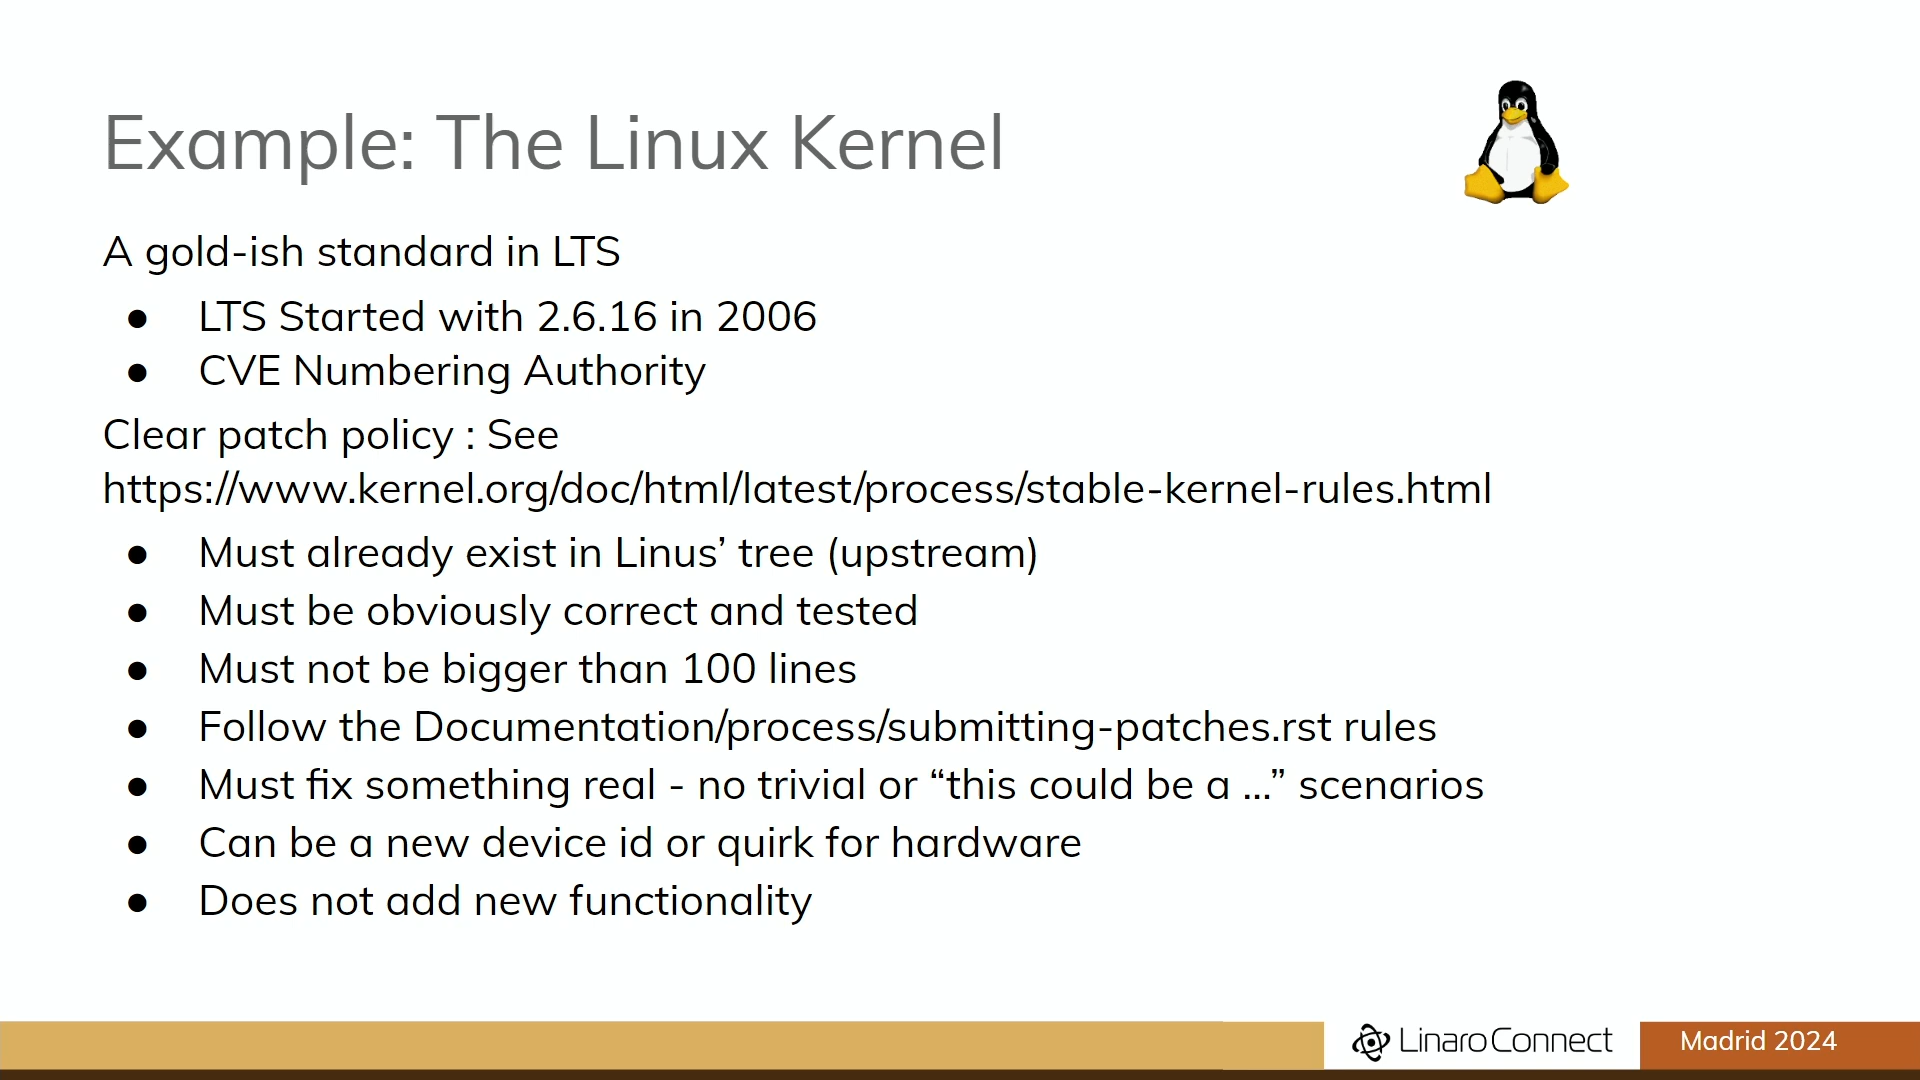 Example: The Linux Kernel
A gold-ish standard in LTS
● LTS Started with 2.6.16 in 2006
● CVE Numbering Authority
Clear patch policy : See
https://www.kernel.org/doc/html/latest/process/stable-kernel-rules.html
● Must already exist in Linus’ tree (upstream)
● Must be obviously correct and tested
● Must not be bigger than 100 lines
● Follow the Documentation/process/submitting-patches.rst rules
● Must fix something real - no trivial or “this could be a ...” scenarios
● Can be a new device id or quirk for hardware
● Does not add new functionality
Linaro Connect
Madrid 2024